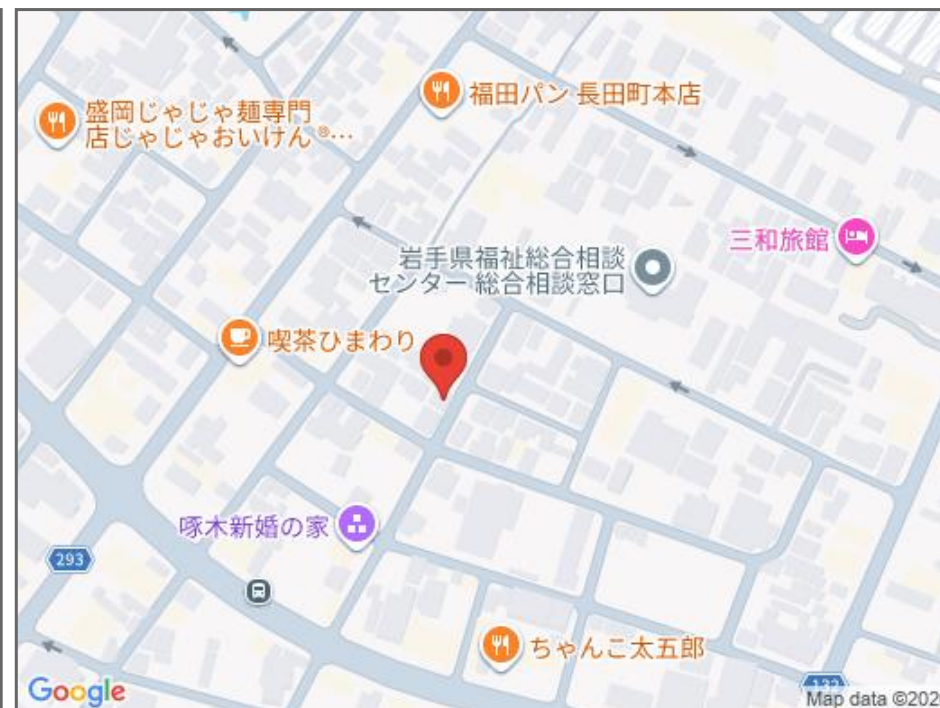 福田パン 長田町本店
盛岡じゃじゃ麺専門
店じゃじゃおいけん ®…
三和旅館
岩手県福祉総合相談
センター 総合相談窓口
喫茶ひまわり
啄木新婚の家
293
ちゃんこ太五郎
Google
Map data ©202